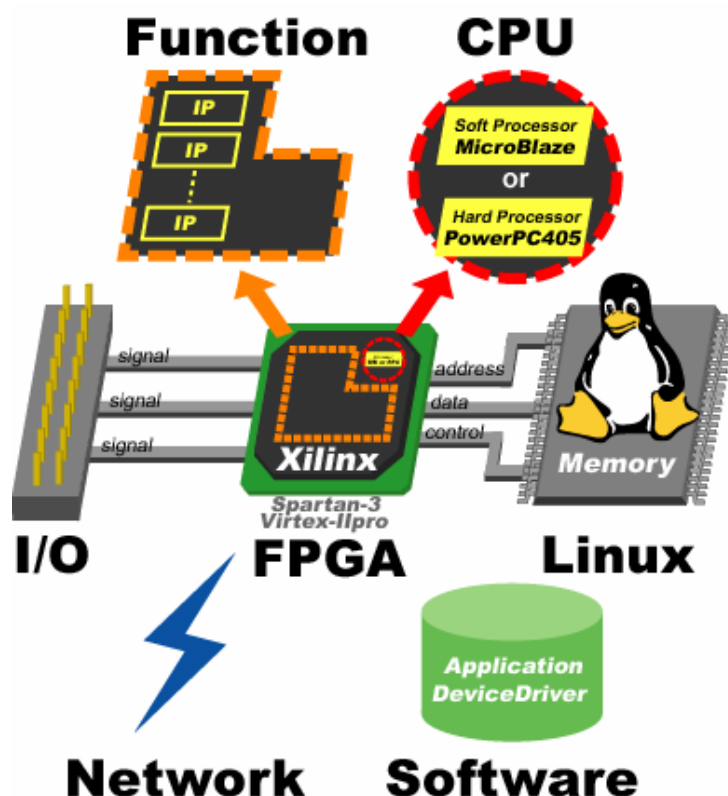 Function
CPU
IP
IP
IP
Soft Processor
MicroBlaze
or
Hard Processor
PowerPC405
signal
signal
signal
address
data
control
Xilinx
Memory
Spartan-3
Virtex-IIpro
I/O
FPGA
Linux
Application
DeviceDriver
Network
Software